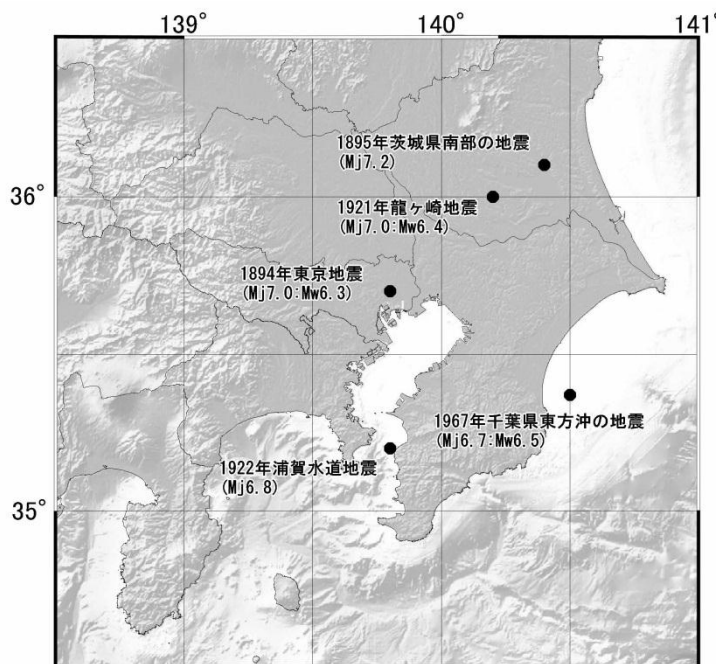 139° 140° 141°
1895年茨城県南部の地震
(Mj7.2)
36°
1921年龍ヶ崎地震
(Mj7.0:Mw6.4)
1894年東京地震
(Mj7.0:Mw6.3)
1967年千葉県東方沖の地震
(Mj6.7:Mw6.5)
1922年浦賀水道地震
(Mj6.8)
35°